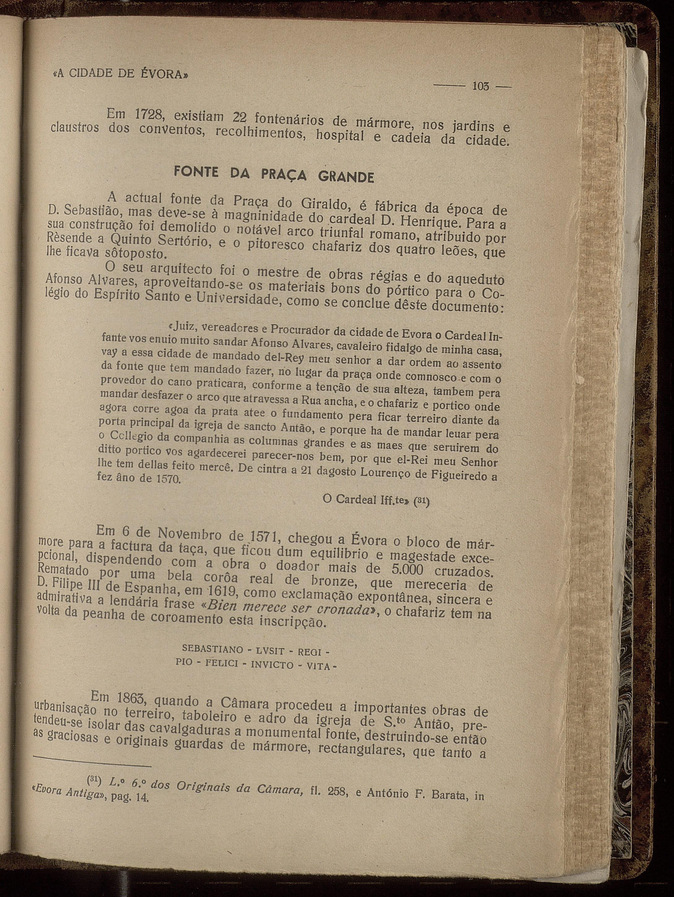 «A CIDADE DE ÉVORA»
—— 103 —
Em 1728, existiam 22 fontenários de mármore, nos jardins e
claustros dos conventos, recolhimentos, hospital e cadeia da cidade.
FONTE DA PRAÇA GRANDE
A actual fonte da Praça do Giraldo, é fábrica da época de
D. Sebastião, mas deve-se à magninidade do cardeal D. Henrique. Para a
sua construção foi demolido o notável arco triunfal romano, atribuido por
Rèsende a Quinto Sertório, e o pitoresco chafariz dos quatro leões, que
lhe ficava sôtoposto.
O seu arquitecto foi o mestre de obras régias e do aqueduto
Afonso Alvares, aproveitando-se os materiais bons do pórtico para o Co-
légio do Espírito Santo e Universidade, como se conclue dêste documento:
«Juiz, vereadores e Procurador da cidade de Evora o Cardeal In-
fante vos enuio muito sandar Afonso Alvares, cavaleiro fidalgo de minha casa,
vay a essa cidade de mandado del-Rey meu senhor a dar ordem ao assento
da fonte que tem mandado fazer, no lugar da praça onde comnosco e com o
provedor do cano praticara, conforme a tenção de sua alteza, tambem pera
mandar desfazer o arco que atravessa a Rua ancha, e o chafariz e portico onde
agora corre agoa da prata atee o fundamento pera ficar terreiro diante da
porta principal da igreja de sancto Antão, e porque ha de mandar leuar pera
o Collegio da companhia as columnas grandes e as maes que seruirem do
ditto portico vos agardecerei parecer-nos bem, por que el-Rei meu Senhor
lhe tem dellas feito mercê. De cintra a 21 dagosto Lourenço de Figueiredo a
fez âno de 1570.
O Cardeal Iff.te» (31)
Em 6 de Novembro de 1571, chegou a Évora o bloco de már-
more para a factura da taça, que ficou dum equilibrio e magestade exce-
pcional, dispendendo com a obra o doador mais de 5.000 cruzados.
Rematado por uma bela corôa real de bronze, que mereceria de
D. Filipe III de Espanha, em 1619, como exclamação expontânea, sincera e
admirativa a lendária frase «Bien merece ser cronada», o chafariz tem na
volta da peanha de coroamento esta inscripção.
SEBASTIANO - LVSIT - REGI -
PIO - FELICI - INVICTO - VITA -
Em 1863, quando a Câmara procedeu a importantes obras de
urbanisação no terreiro, taboleiro e adro da igreja de S.to Antão, pre-
tendeu-se isolar das cavalgaduras a monumental fonte, destruindo-se então
as graciosas e originais guardas de mármore, rectangulares, que tanto a
(31) L.º 6.º dos Originais da Câmara, fl. 258, e António F. Barata, in
«Evora Antiga», pag. 14.